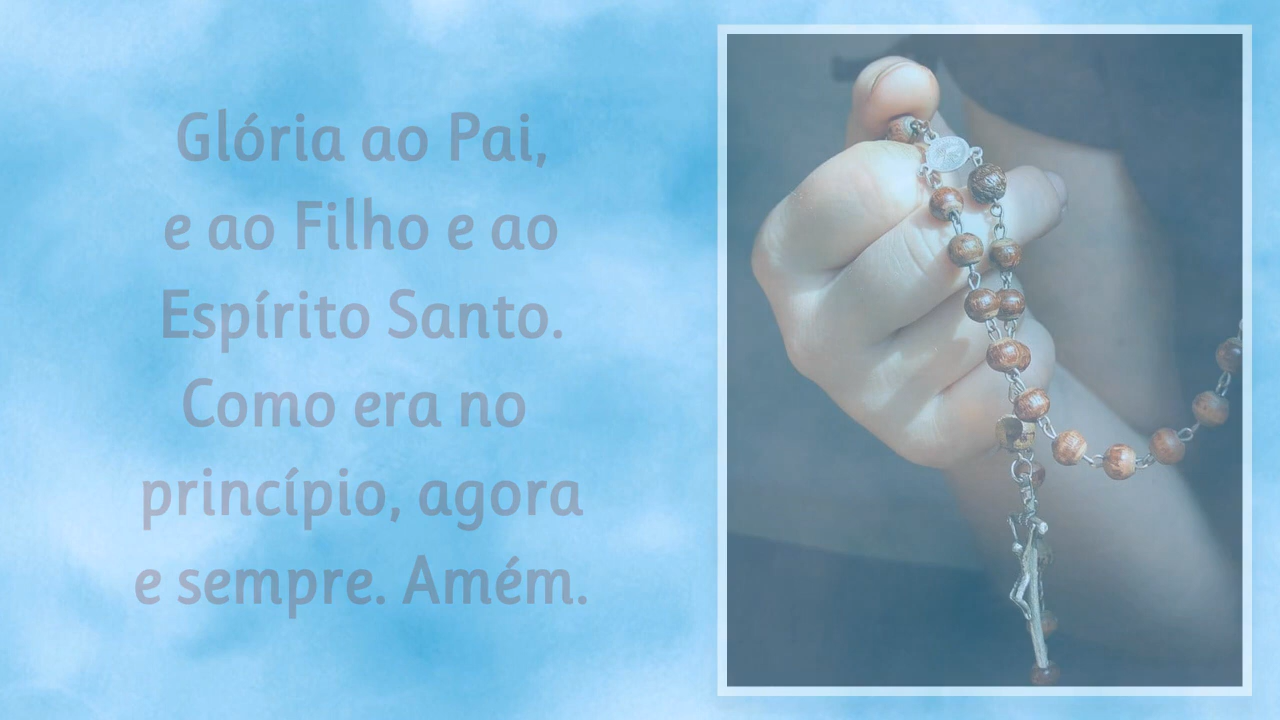 Glória ao Pai,
e ao Filho e ao
Espírito Santo.
Como era no
princípio, agora
e sempre. Amém.